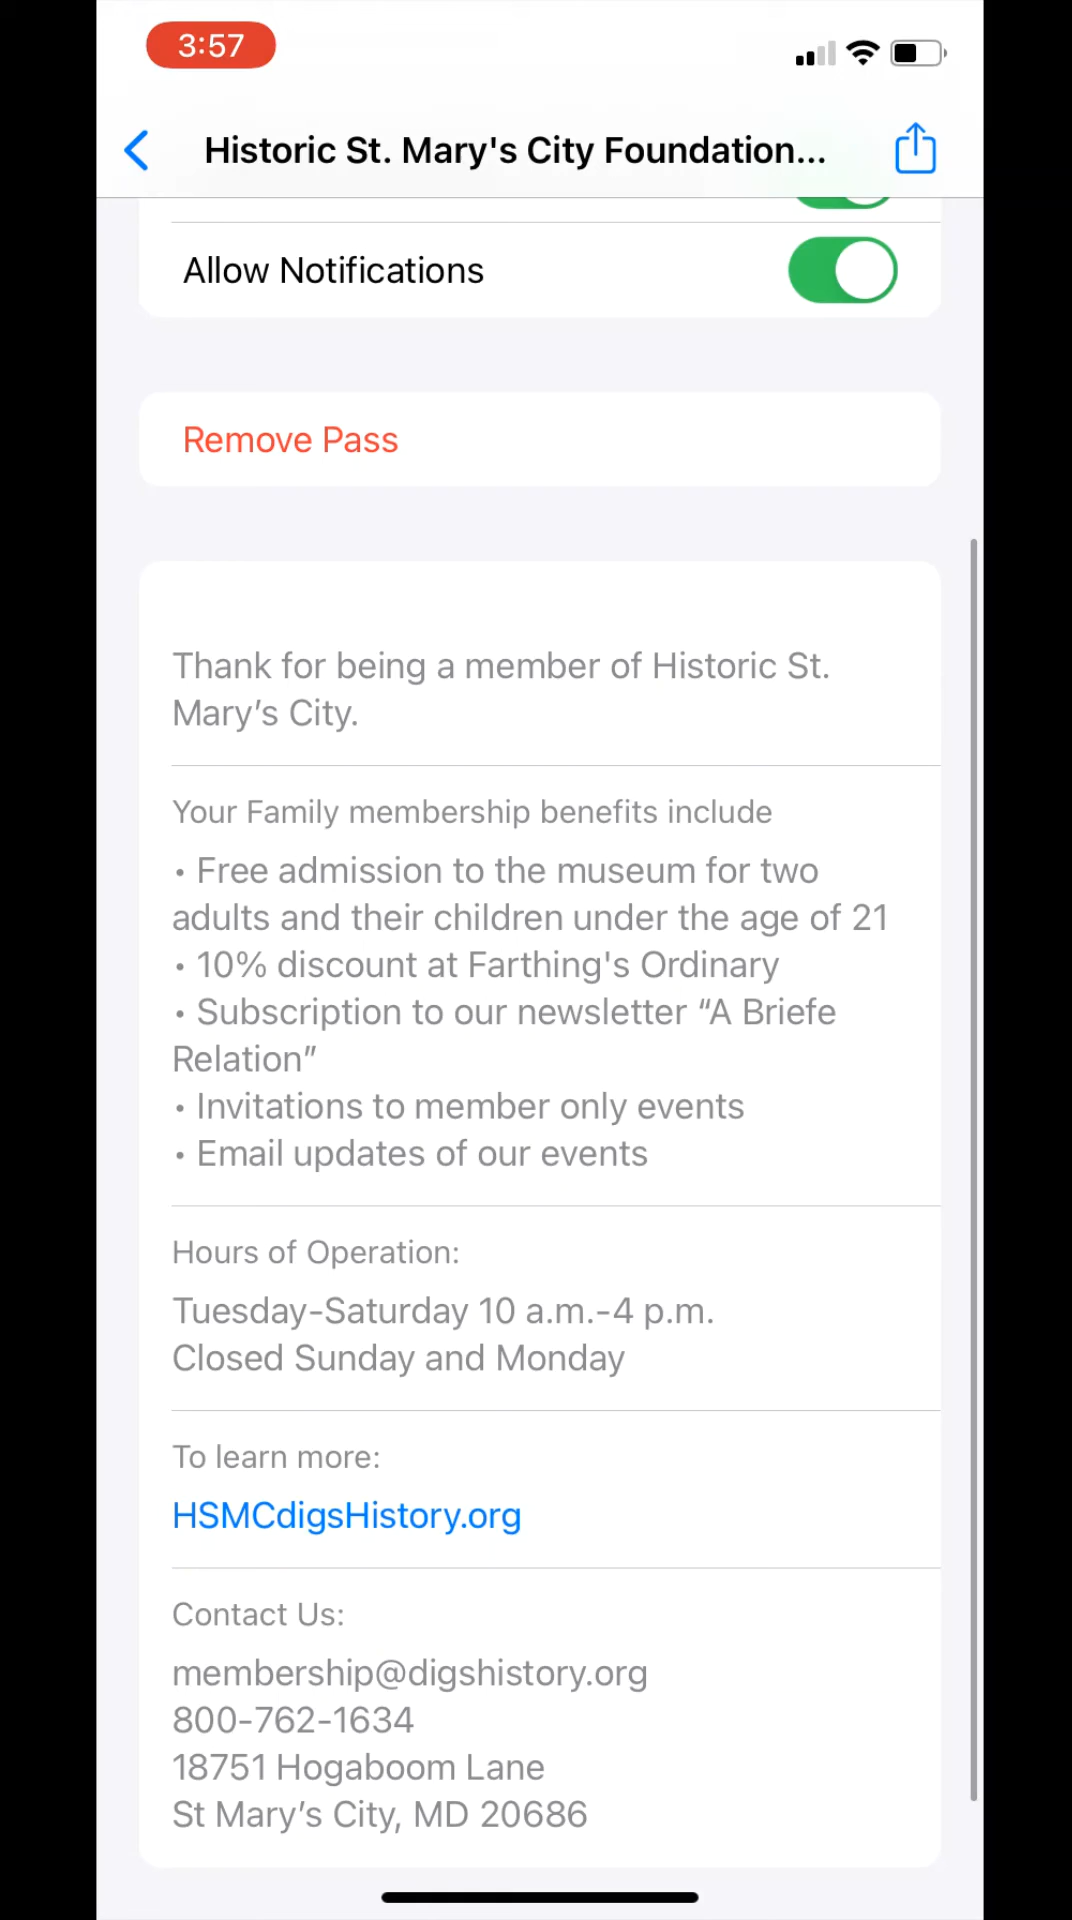 3:57
Historic St. Mary's City Foundation...
Allow Notifications
Remove Pass
Thank for being a member of Historic St.
Mary’s City.
Your Family membership benefits include
• Free admission to the museum for two
adults and their children under the age of 21
• 10% discount at Farthing's Ordinary
• Subscription to our newsletter “A Briefe
Relation”
• Invitations to member only events
• Email updates of our events
Hours of Operation:
Tuesday-Saturday 10 a.m.-4 p.m.
Closed Sunday and Monday
To learn more:
HSMCdigsHistory.org
Contact Us:
membership@digshistory.org
800-762-1634
18751 Hogaboom Lane
St Mary’s City, MD 20686